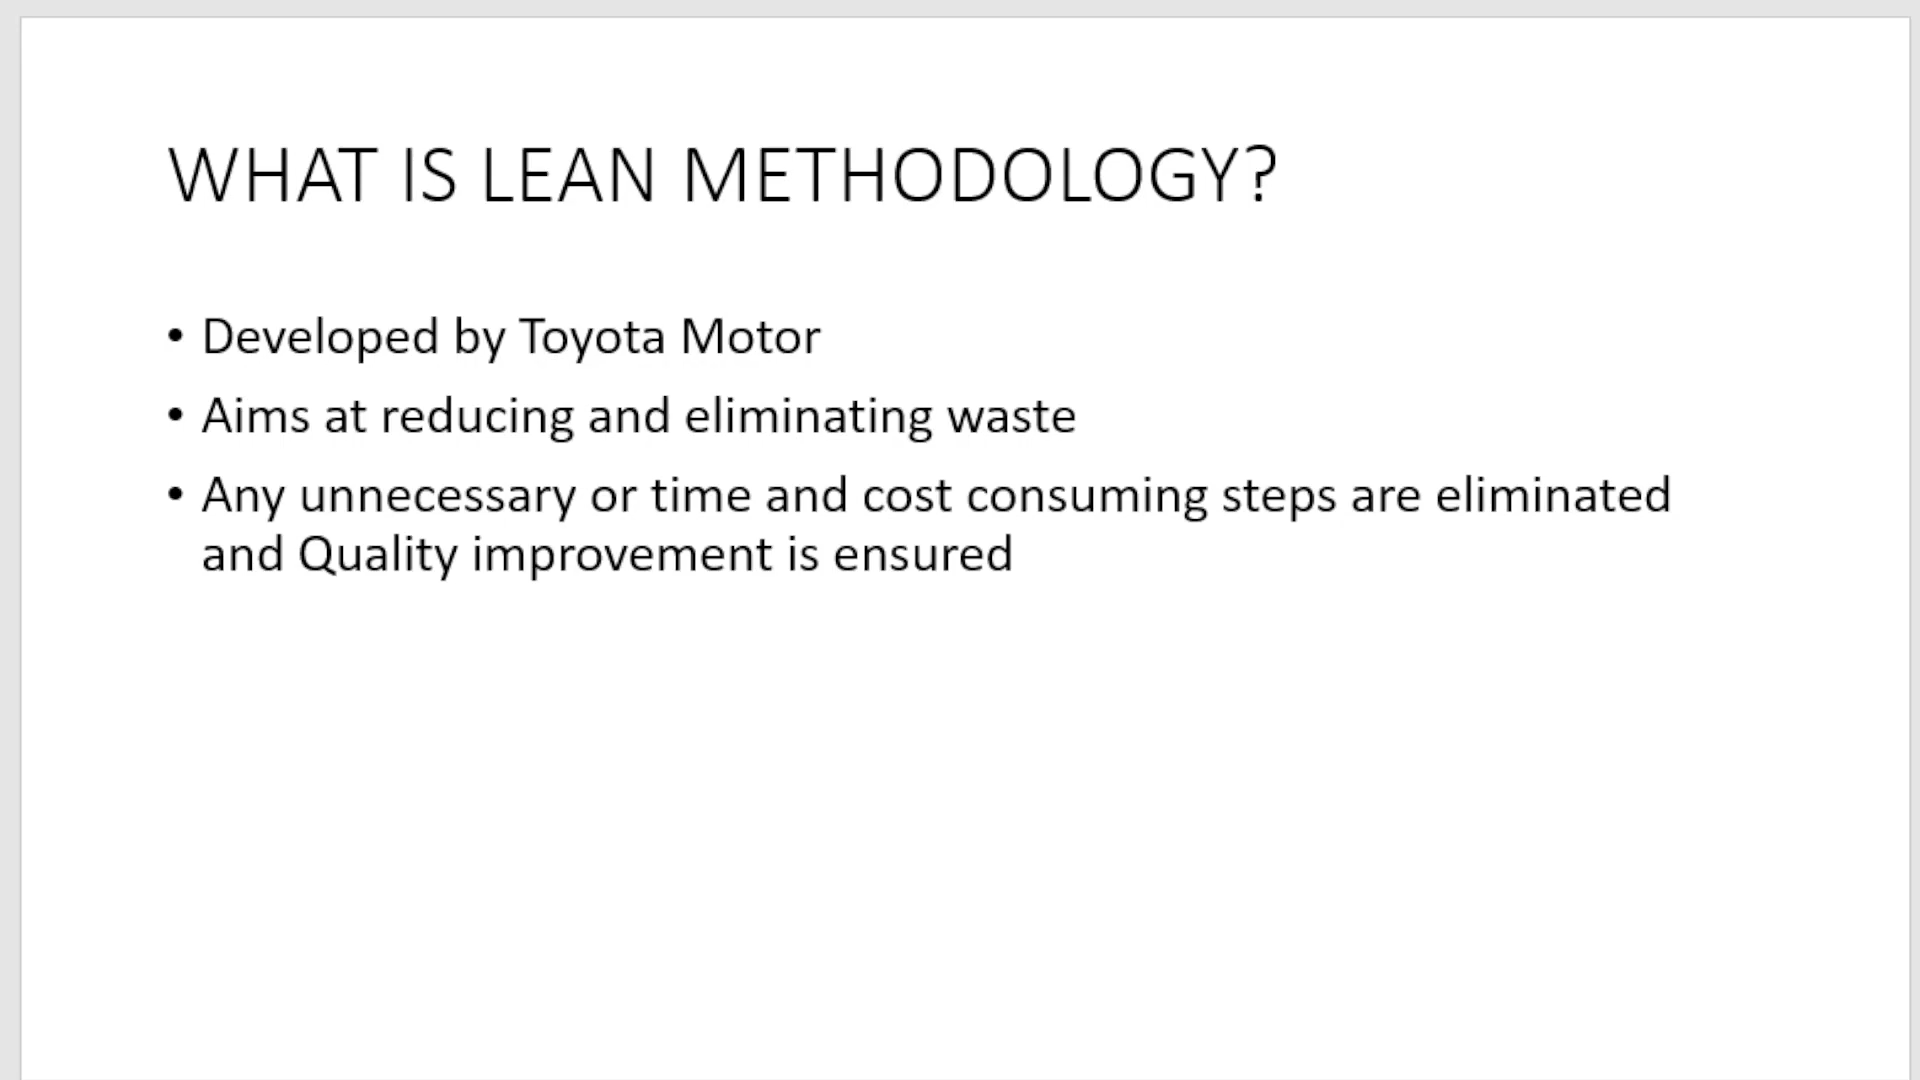 WHAT IS LEAN METHODOLOGY?
• Developed by Toyota Motor
• Aims at reducing and eliminating waste
• Any unnecessary or time and cost consuming steps are eliminated
and Quality improvement is ensured